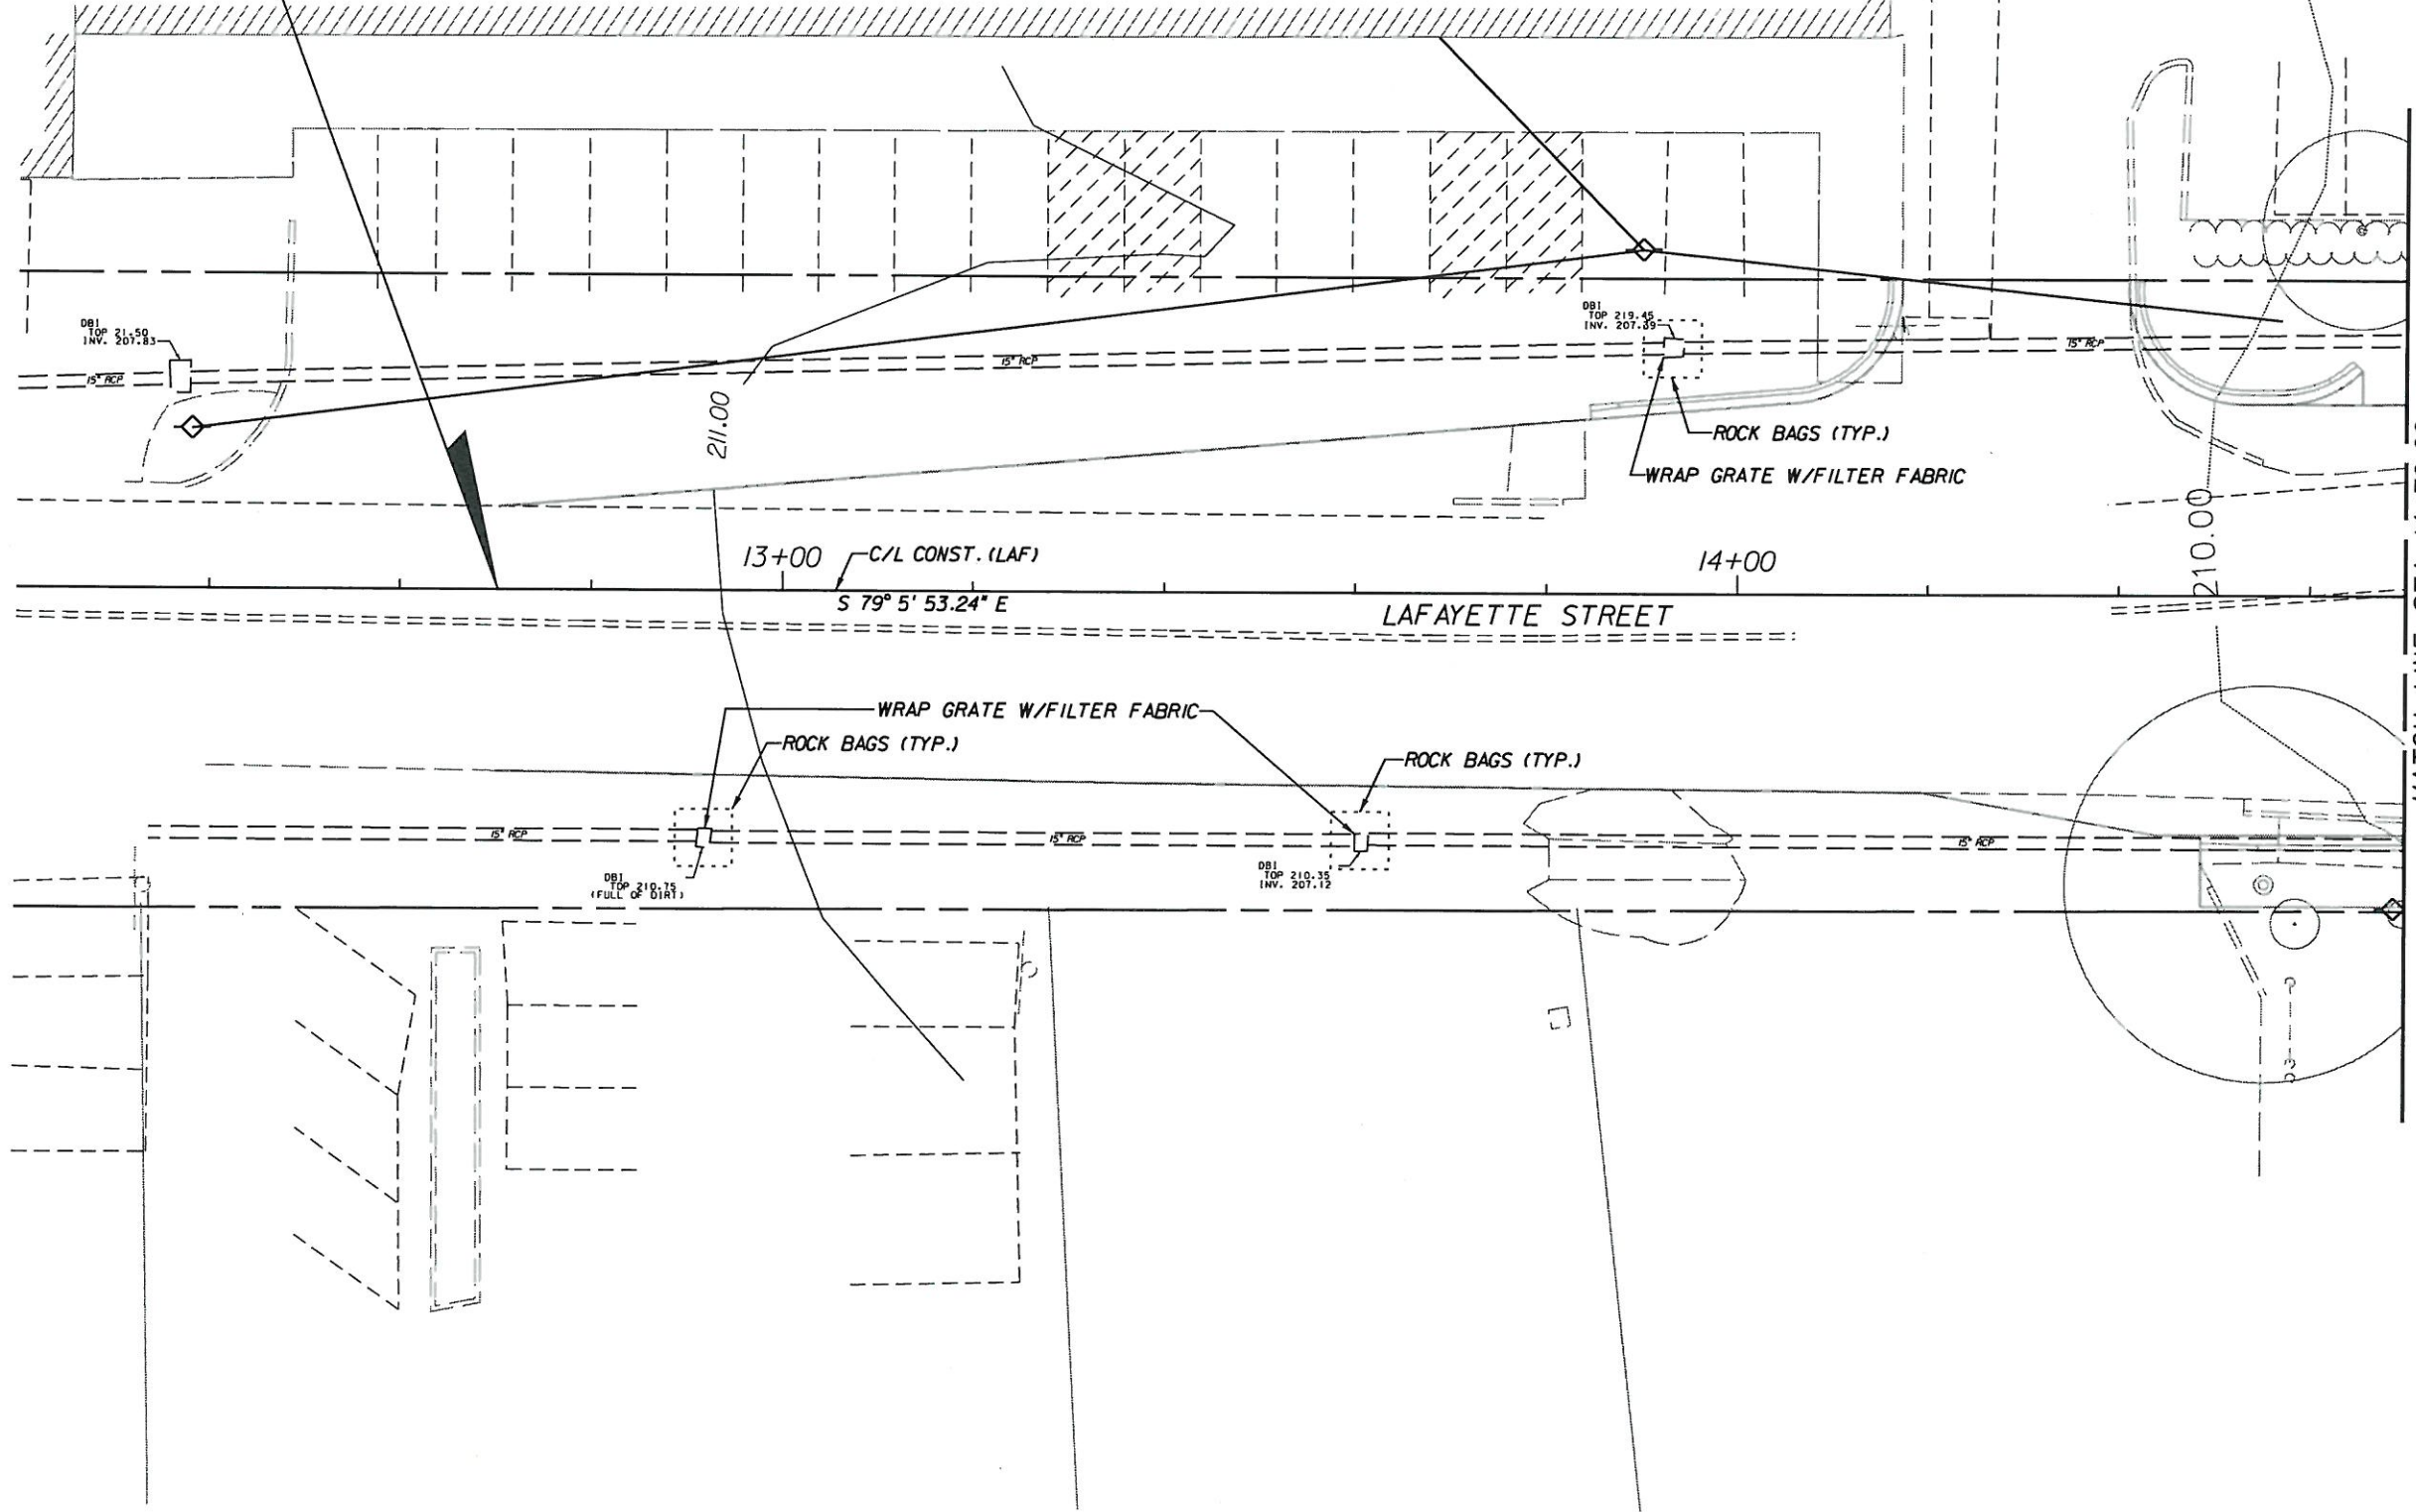 DBI
TOP 21.50
INV. 207.83
15" RCP
15" RCP
DBI
TOP 219.45
INV. 207.39
15" RCP
211.00
ROCK BAGS (TYP.)
WRAP GRATE W/FILTER FABRIC
210.00
13+00
C/L CONST. (LAF)
14+00
S 79° 5' 53.24" E
LAFAYETTE STREET
WRAP GRATE W/FILTER FABRIC
ROCK BAGS (TYP.)
ROCK BAGS (TYP.)
15" RCP
15" RCP
15" RCP
DBI
TOP 210.75
(FULL OF DIRT)
DBI
TOP 210.35
INV. 207.12